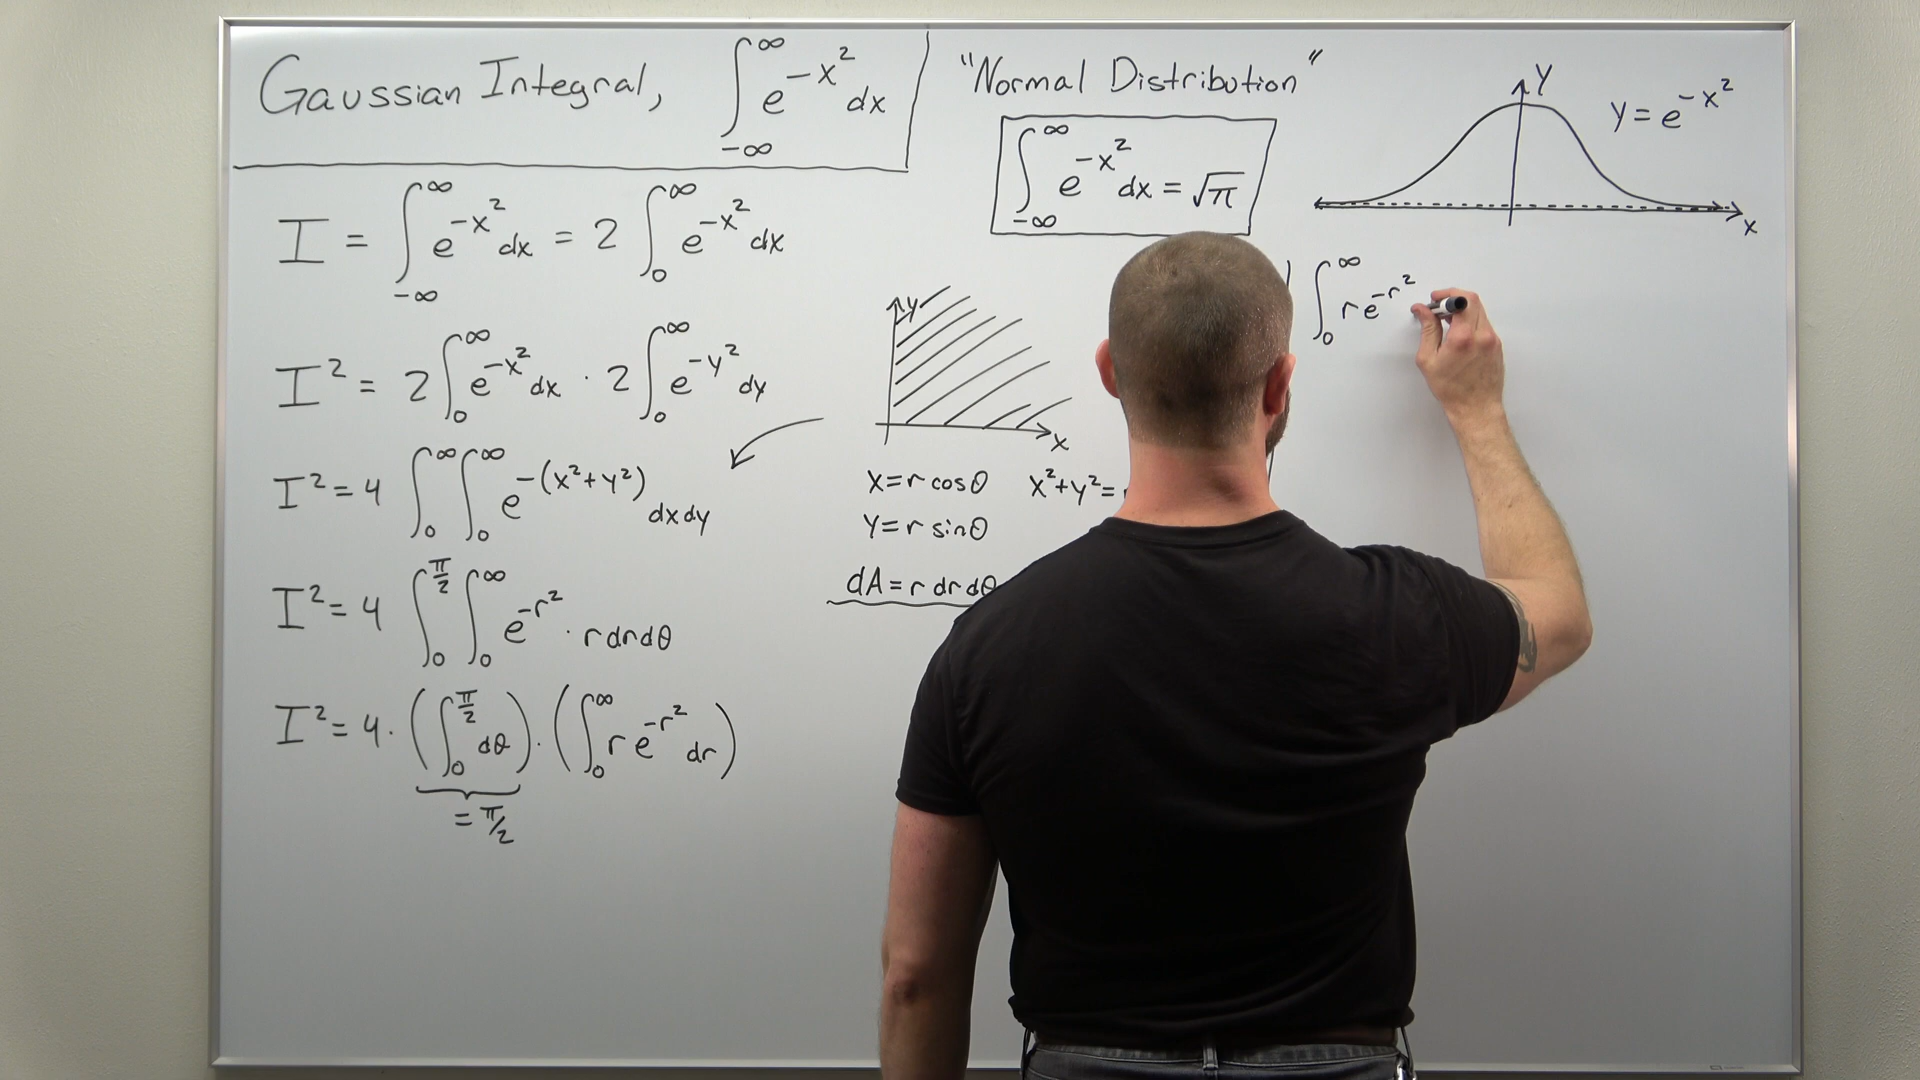 Gaussian Integral, ∫_{-∞}^{∞} e^{-x²} dx
"Normal Distribution"
∫_{-∞}^{∞} e^{-x²} dx = √π
Y
y = e^{-x²}
x
I = ∫_{-∞}^{∞} e^{-x²} dx = 2 ∫_0^∞ e^{-x²} dx
I² = 2 ∫_0^∞ e^{-x²} dx · 2 ∫_0^∞ e^{-y²} dy
I² = 4 ∫_0^∞ ∫_0^∞ e^{-(x²+y²)} dx dy
I² = 4 ∫_0^{π/2} ∫_0^∞ e^{-r²} · r dr dθ
I² = 4 · (∫_0^{π/2} dθ) · (∫_0^∞ r e^{-r²} dr)
= π/2
y
x
x = r cosθ
x² + y² =
y = r sinθ
dA = r dr dθ
∫_0^∞ r e^{-r²}